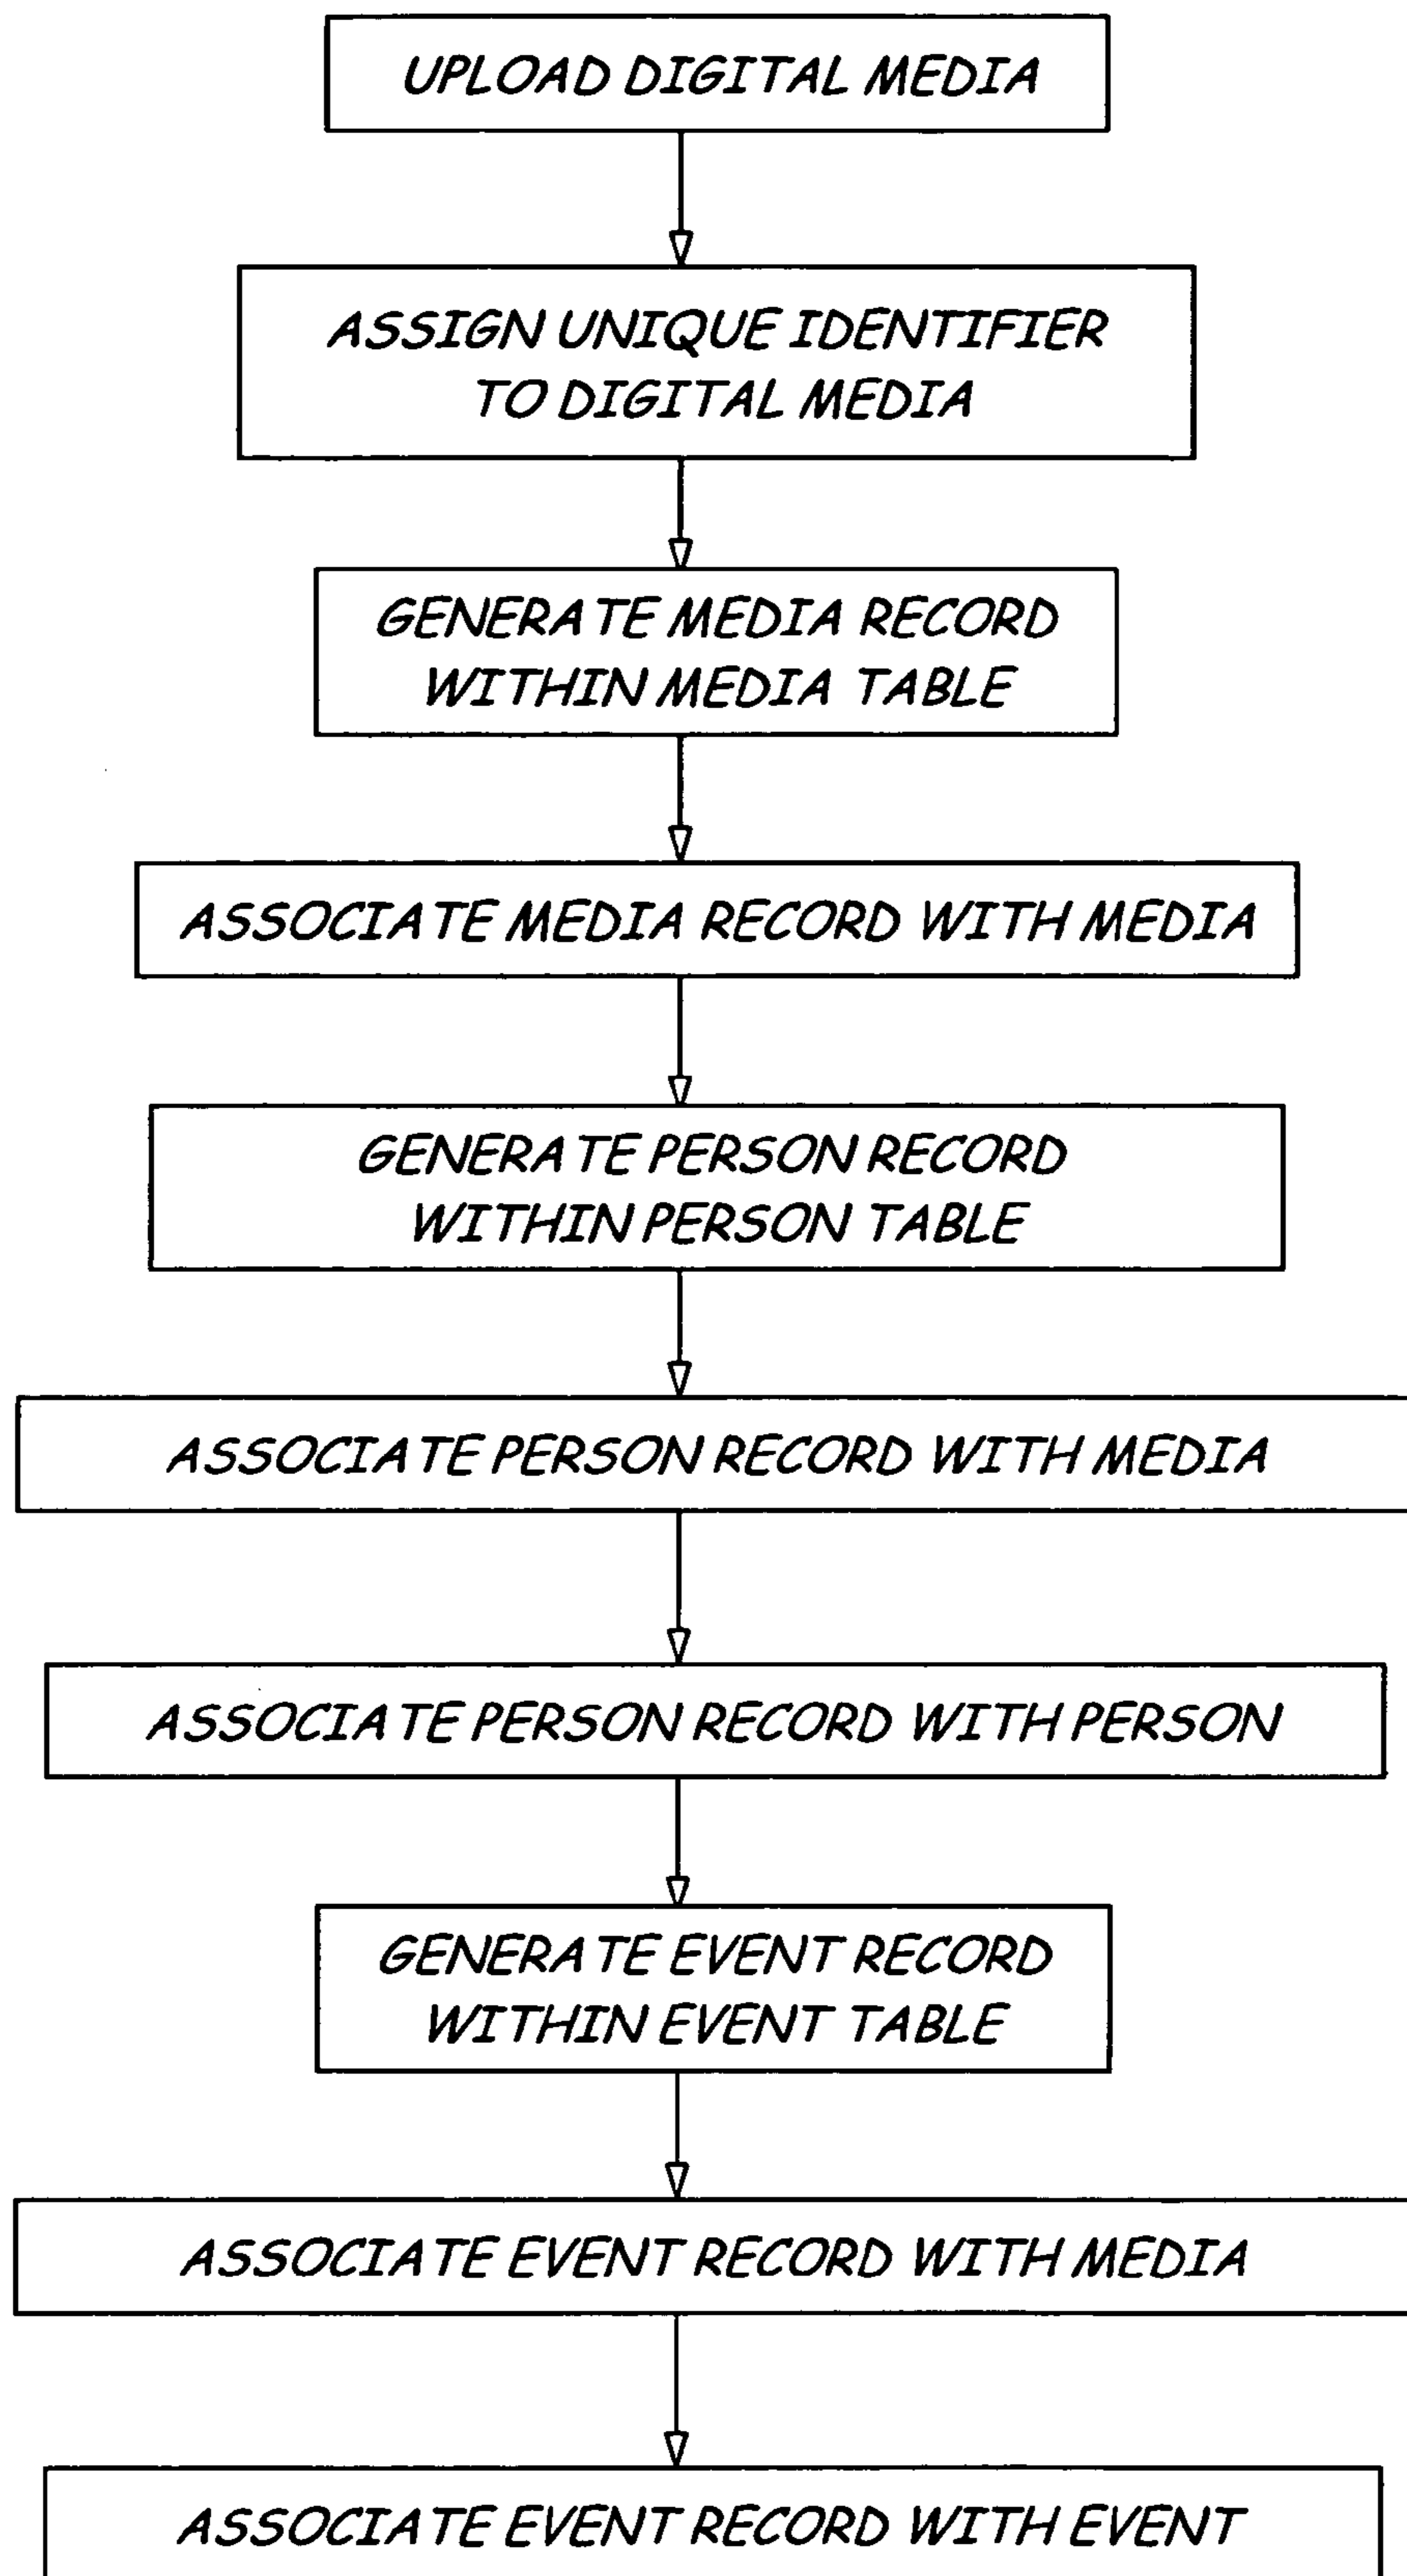 UPLOAD DIGITAL MEDIA
ASSIGN UNIQUE IDENTIFIER
TO DIGITAL MEDIA
GENERATE MEDIA RECORD
WITHIN MEDIA TABLE
ASSOCIATE MEDIA RECORD WITH MEDIA
GENERATE PERSON RECORD
WITHIN PERSON TABLE
ASSOCIATE PERSON RECORD WITH MEDIA
ASSOCIATE PERSON RECORD WITH PERSON
GENERATE EVENT RECORD
WITHIN EVENT TABLE
ASSOCIATE EVENT RECORD WITH MEDIA
ASSOCIATE EVENT RECORD WITH EVENT